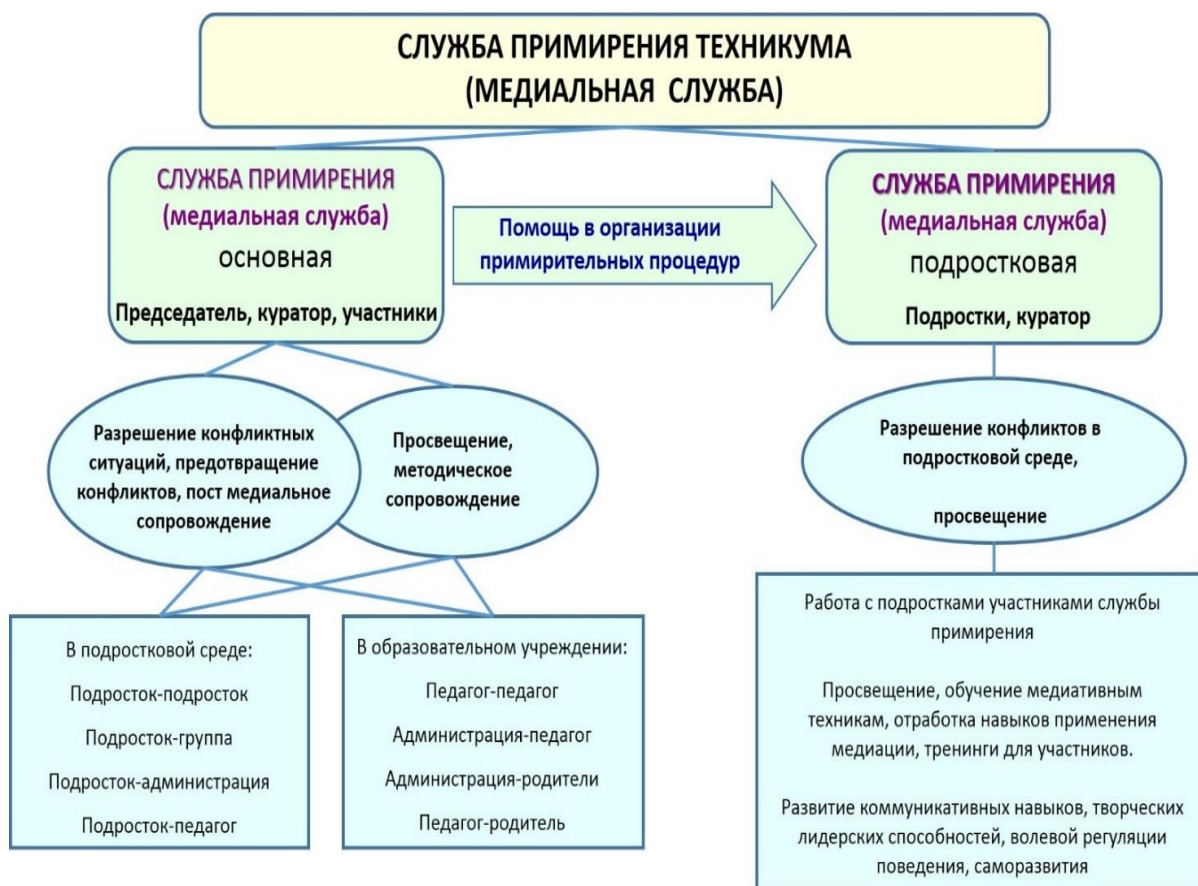 СЛУЖБА ПРИМИРЕНИЯ ТЕХНИКУМА
(МЕДИАЛЬНАЯ СЛУЖБА)
СЛУЖБА ПРИМИРЕНИЯ
(медиальная служба)
основная
Председатель, куратор, участники
Помощь в организации
примирительных процедур
СЛУЖБА ПРИМИРЕНИЯ
(медиальная служба)
подростковая
Подростки, куратор
Разрешение конфликтных
ситуаций, предотвращение
конфликтов, пост медиальное
сопровождение
Просвещение,
методическое
сопровождение
Разрешение конфликтов в
подростковой среде,
просвещение
В подростковой среде:
Подросток-подросток
Подросток-группа
Подросток-администрация
Подросток-педагог
В образовательном учреждении:
Педагог-педагог
Администрация-педагог
Администрация-родители
Педагог-родитель
Работа с подростками участниками службы
примирения
Просвещение, обучение медиативным
техникам, отработка навыков применения
медиации, тренинги для участников.
Развитие коммуникативных навыков, творческих
лидерских способностей, волевой регуляции
поведения, саморазвития